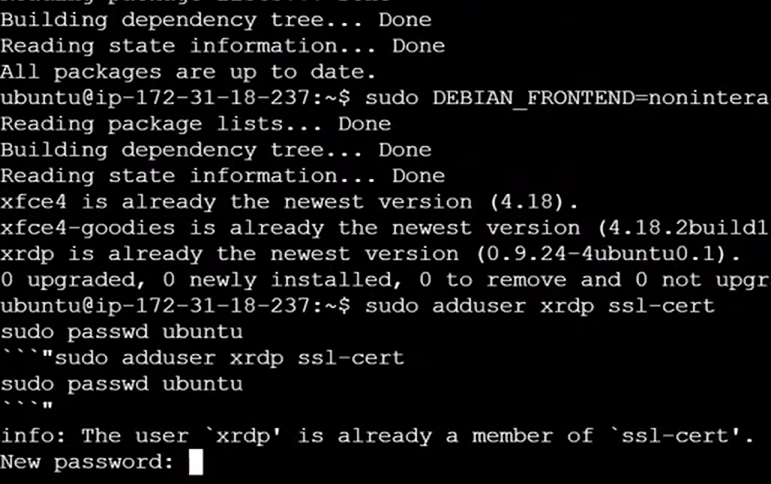 Building dependency tree... Done
Reading state information... Done
All packages are up to date.
ubuntu@ip-172-31-18-237:~$ sudo DEBIAN_FRONTEND=nonintera
Reading package lists... Done
Building dependency tree... Done
Reading state information... Done
xfce4 is already the newest version (4.18).
xfce4-goodies is already the newest version (4.18.2build1
xrdp is already the newest version (0.9.24-4ubuntu0.1).
0 upgraded, 0 newly installed, 0 to remove and 0 not upgr
ubuntu@ip-172-31-18-237:~$ sudo adduser xrdp ssl-cert
sudo passwd ubuntu
```"sudo adduser xrdp ssl-cert
sudo passwd ubuntu
```"
info: The user `xrdp' is already a member of `ssl-cert'.
New password: